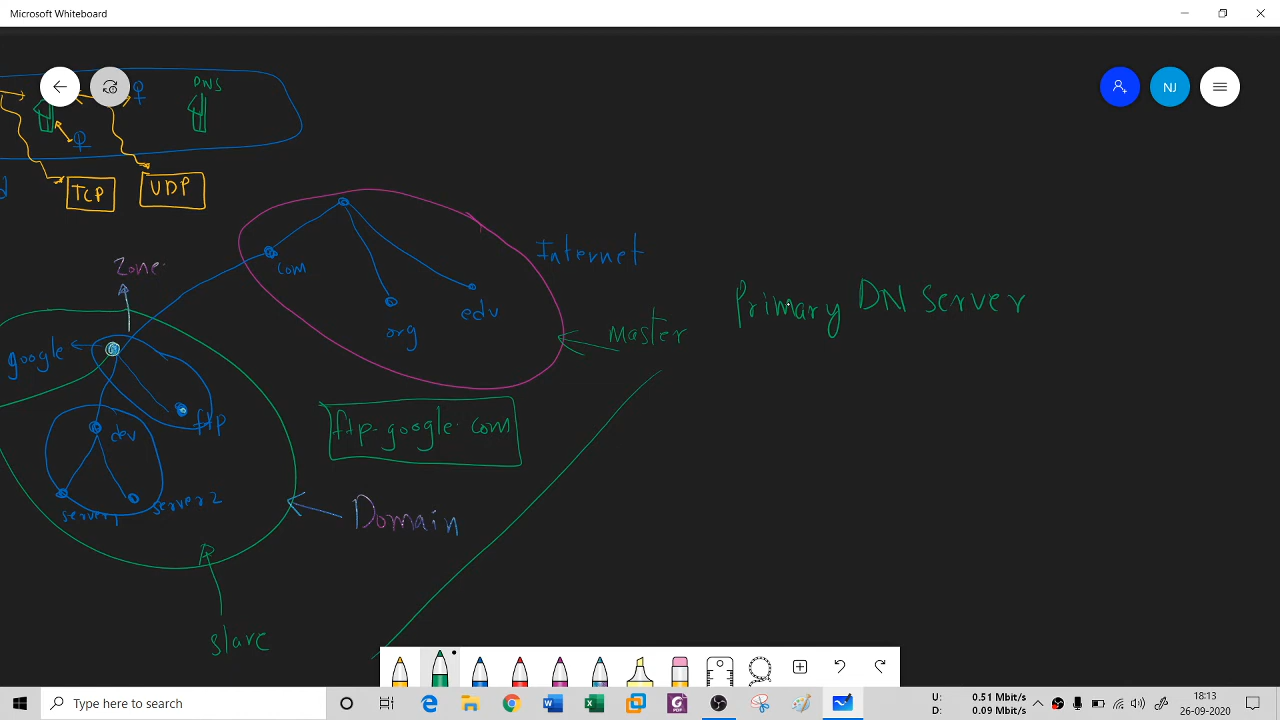 Microsoft Whiteboard
NJ
DNS
TCP
UDP
d
Internet
com
org
edu
Zone
Master
Primary DN Server
google
ftp
dev
server1
server2
ftp.google.com
Domain
slave
Type here to search
U: 0.51 Mbit/s
D: 0.09 Mbit/s
18:13
26-09-2020